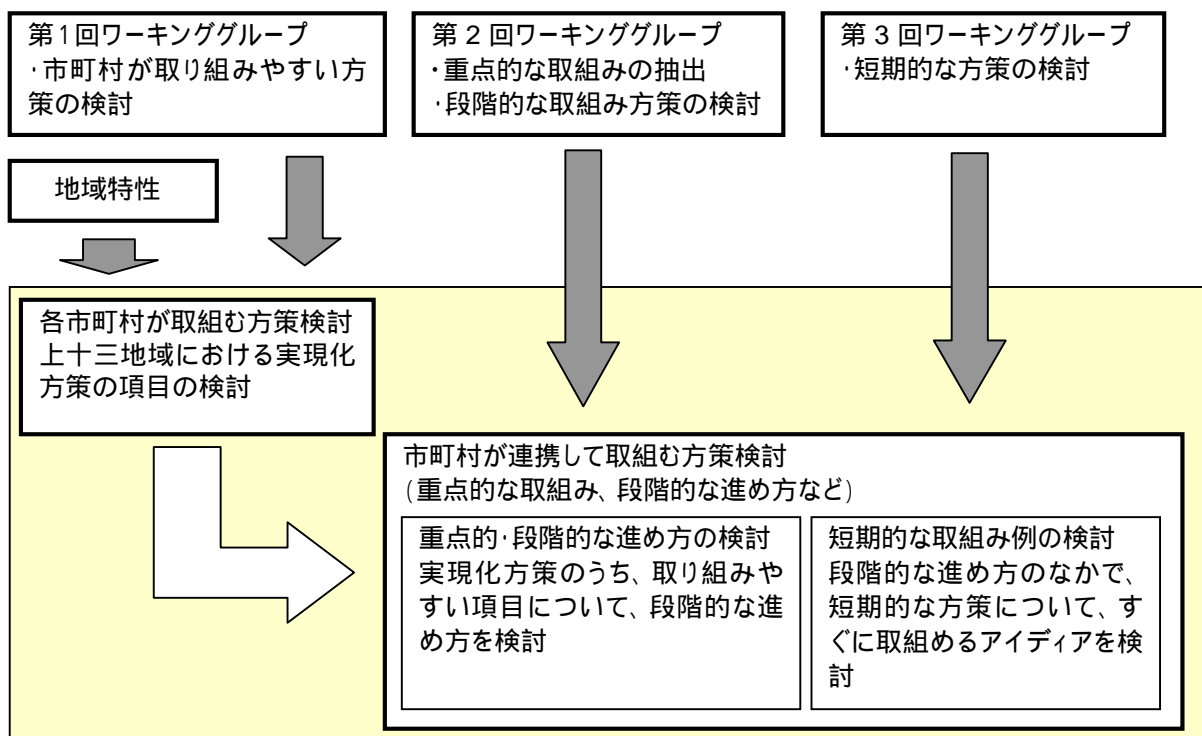 第1回ワーキンググループ
・市町村が取り組みやすい方
策の検討
第2回ワーキンググループ
・重点的な取組みの抽出
・段階的な取組み方策の検討
第3回ワーキンググループ
・短期的な方策の検討
地域特性
各市町村が取組む方策検討
上十三地域における実現化
方策の項目の検討
市町村が連携して取組む方策検討
(重点的な取組み、段階的な進め方など)
重点的・段階的な進め方の検討
実現化方策のうち、取り組みや
すい項目について、段階的な進
め方を検討
短期的な取組み例の検討
段階的な進め方のなかで、
短期的な方策について、す
ぐに取組めるアイディアを検
討